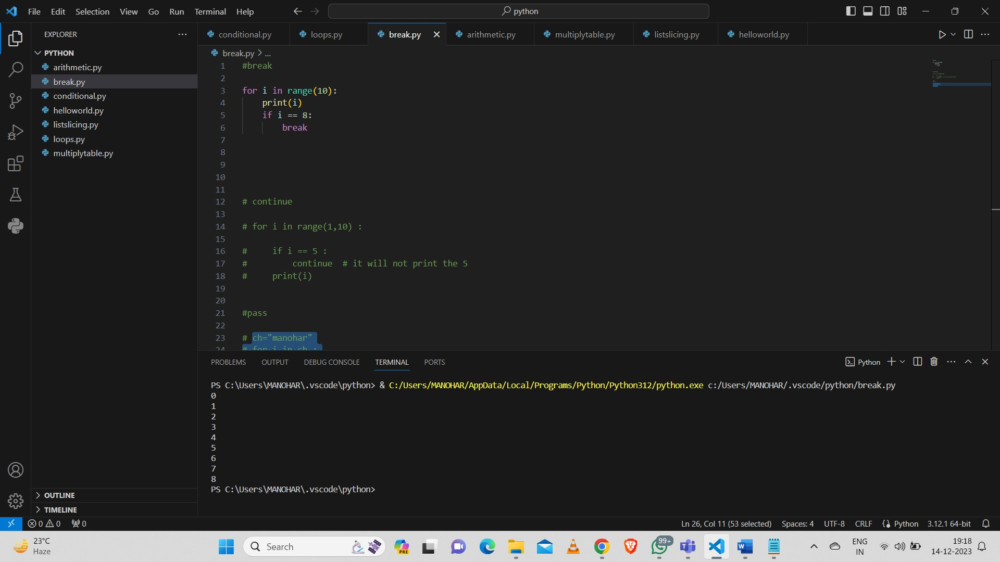 File Edit Selection View Go Run Terminal Help
python
EXPLORER
PYTHON
arithmetic.py
break.py
conditional.py
helloworld.py
listslicing.py
loops.py
multiplytable.py
OUTLINE
TIMELINE
conditional.py loops.py break.py arithmetic.py multiplytable.py listslicing.py helloworld.py
break.py > ...
1 #break
2
3 for i in range(10):
4 print(i)
5 if i == 8:
6 break
7
8
9
10
11
12 # continue
13
14 # for i in range(1,10) :
15
16 # if i == 5 :
17 continue # it will not print the 5
18 # print(i)
19
20
21 #pass
22
23 # ch="manohar"
24 # for i in ch :
PROBLEMS OUTPUT DEBUG CONSOLE TERMINAL PORTS
Python
PS C:\Users\MANOHAR\.vscode\python> & C:/Users/MANOHAR/AppData/Local/Programs/Python/Python312/python.exe c:/Users/MANOHAR/.vscode/python/break.py
0
1
2
3
4
5
6
7
8
PS C:\Users\MANOHAR\.vscode\python>
0 0 0 Ln 26, Col 11 (53 selected) Spaces: 4 UTF-8 CRLF Python 3.12.1 64-bit
23°C
Haze
Search
PRE
99+
ENG
IN
19:18
14-12-2023